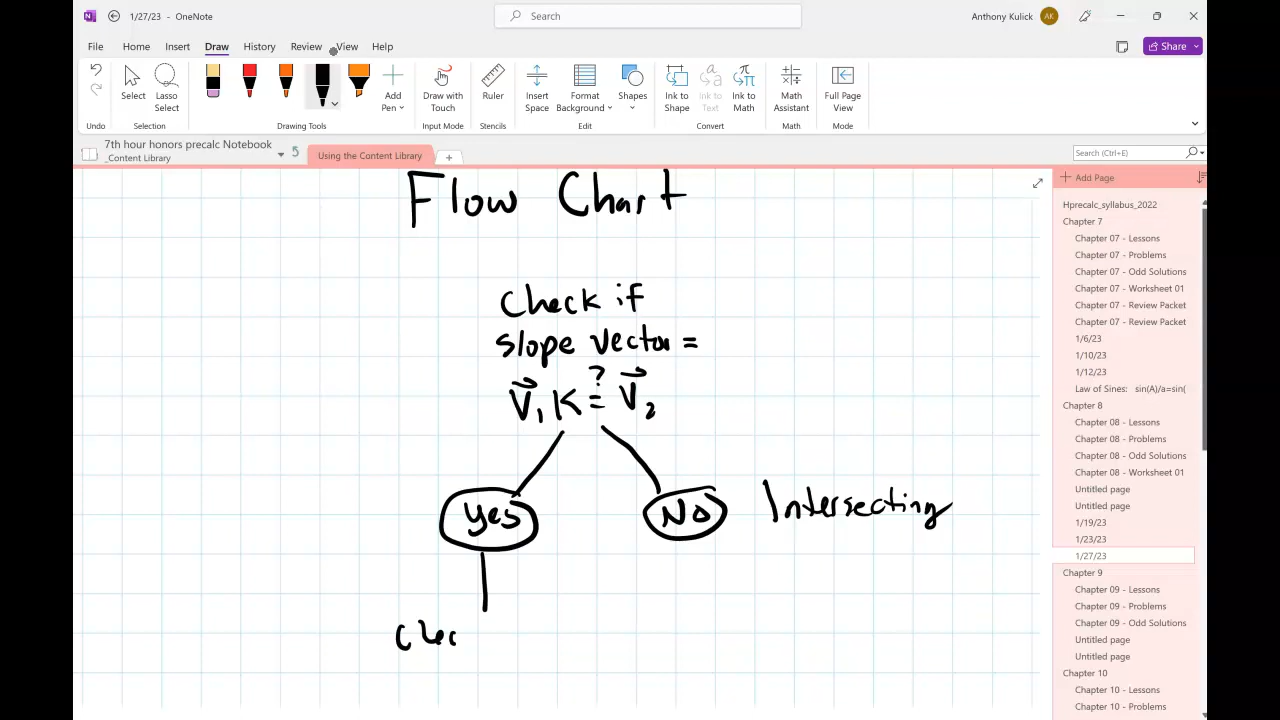 1/27/23 - OneNote
Search
Anthony Kulick
AK
File Home Insert Draw History Review View Help
Share
Select
Lasso Select
Add Pen
Draw with Touch
Ruler
Insert Space
Format Background
Shapes
Ink to Shape
Ink to Text
Ink to Math
Math Assistant
Full Page View
Undo Selection Drawing Tools Input Mode Stencils Edit Convert Math Mode
7th hour honors precalc Notebook
_Content Library
Using the Content Library
Search (Ctrl+E)
Add Page
Flow Chart
Check if
slope vector =
?
V₁K = V₂
yes
No
Intersecting
Chec
Hprecalc_syllabus_2022
Chapter 7
Chapter 07 - Lessons
Chapter 07 - Problems
Chapter 07 - Odd Solutions
Chapter 07 - Worksheet 01
Chapter 07 - Review Packet
Chapter 07 - Review Packet
1/6/23
1/10/23
1/12/23
Law of Sines: sin(A)/a=sin(
Chapter 8
Chapter 08 - Lessons
Chapter 08 - Problems
Chapter 08 - Odd Solutions
Chapter 08 - Worksheet 01
Untitled page
Untitled page
1/19/23
1/23/23
1/27/23
Chapter 9
Chapter 09 - Lessons
Chapter 09 - Problems
Chapter 09 - Odd Solutions
Untitled page
Untitled page
Chapter 10
Chapter 10 - Lessons
Chapter 10 - Problems